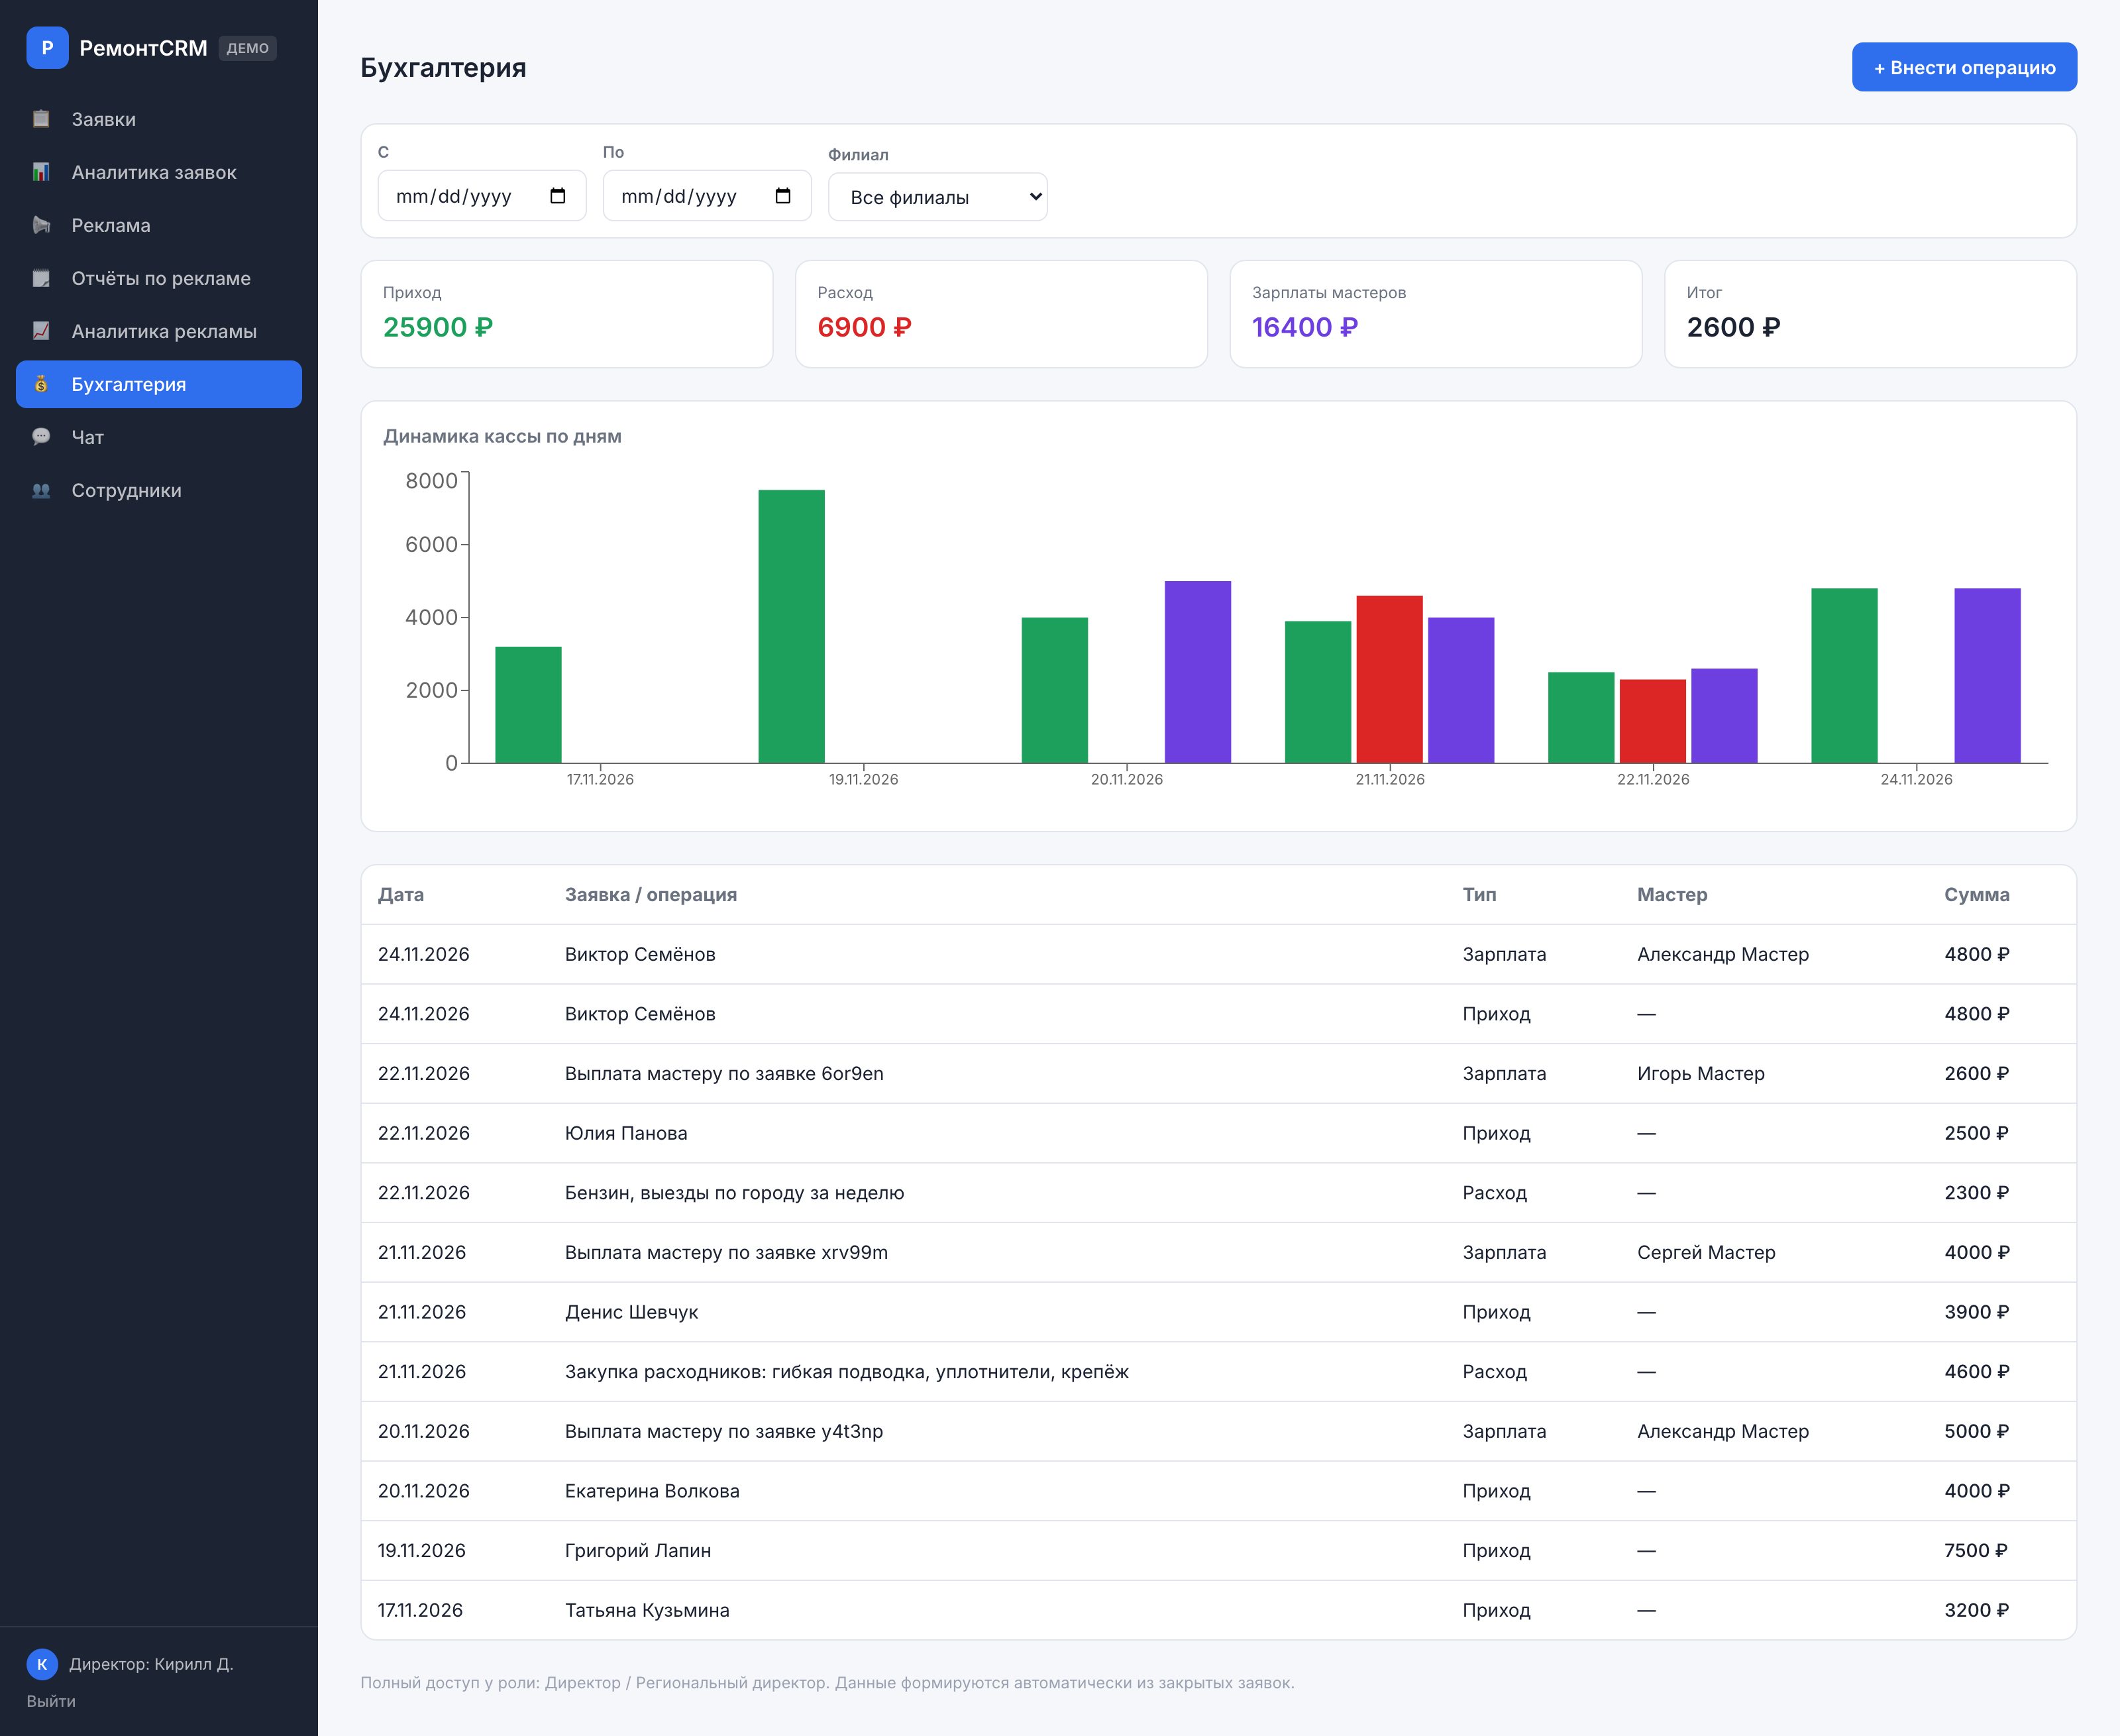 Р РемонтCRM ДЕМО
Заявки
Аналитика заявок
Реклама
Отчёты по рекламе
Аналитика рекламы
Бухгалтерия
Чат
Сотрудники
К Директор: Кирилл Д.
Выйти
Бухгалтерия
+ Внести операцию
С По Филиал
mm/dd/yyyy mm/dd/yyyy Все филиалы
Приход Расход Зарплаты мастеров Итог
25900 ₽ 6900 ₽ 16400 ₽ 2600 ₽
Динамика кассы по дням
8000
6000
4000
2000
0
17.11.2026 19.11.2026 20.11.2026 21.11.2026 22.11.2026 24.11.2026
Дата Заявка / операция Тип Мастер Сумма
24.11.2026 Виктор Семёнов Зарплата Александр Мастер 4800 ₽
24.11.2026 Виктор Семёнов Приход — 4800 ₽
22.11.2026 Выплата мастеру по заявке 6or9en Зарплата Игорь Мастер 2600 ₽
22.11.2026 Юлия Панова Приход — 2500 ₽
22.11.2026 Бензин, выезды по городу за неделю Расход — 2300 ₽
21.11.2026 Выплата мастеру по заявке xrv99m Зарплата Сергей Мастер 4000 ₽
21.11.2026 Денис Шевчук Приход — 3900 ₽
21.11.2026 Закупка расходников: гибкая подводка, уплотнители, крепёж Расход — 4600 ₽
20.11.2026 Выплата мастеру по заявке y4t3np Зарплата Александр Мастер 5000 ₽
20.11.2026 Екатерина Волкова Приход — 4000 ₽
19.11.2026 Григорий Лапин Приход — 7500 ₽
17.11.2026 Татьяна Кузьмина Приход — 3200 ₽
Полный доступ у роли: Директор / Региональный директор. Данные формируются автоматически из закрытых заявок.